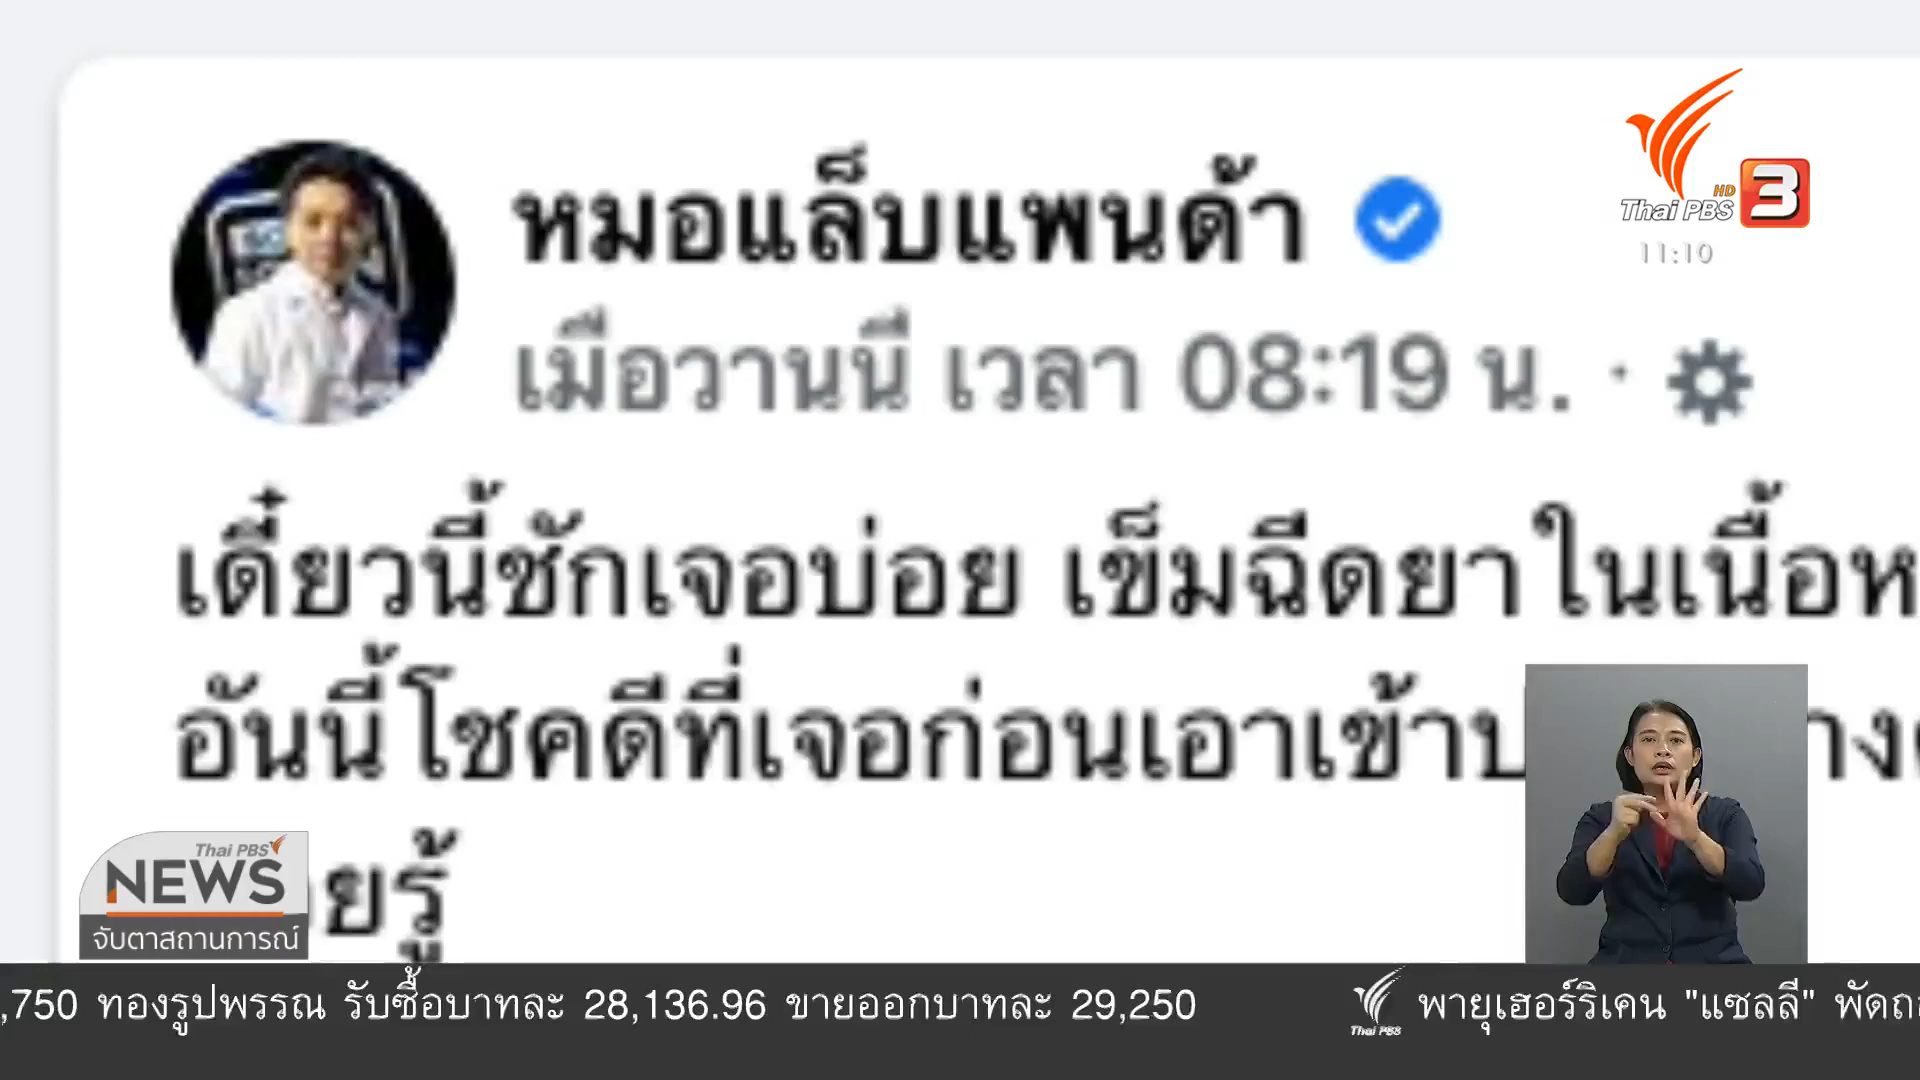 หมอแล็บแพนด้า
เมื่อวานนี้ เวลา 08:19 น. ·
เดี๋ยวนี้ชักเจอบ่อย เข็มฉีดยาในเนื้อห
อันนี้โชคดีที่เจอก่อนเอาเข้าป
ยรู้
HD
Thai PBS 3
11:10
Thai PBS
NEWS
จับตาสถานการณ์
,750 ทองรูปพรรณ รับซื้อบาทละ 28,136.96 ขายออกบาทละ 29,250
Thai PBS
พายุเฮอร์ริเคน "แซลลี" พัดถ